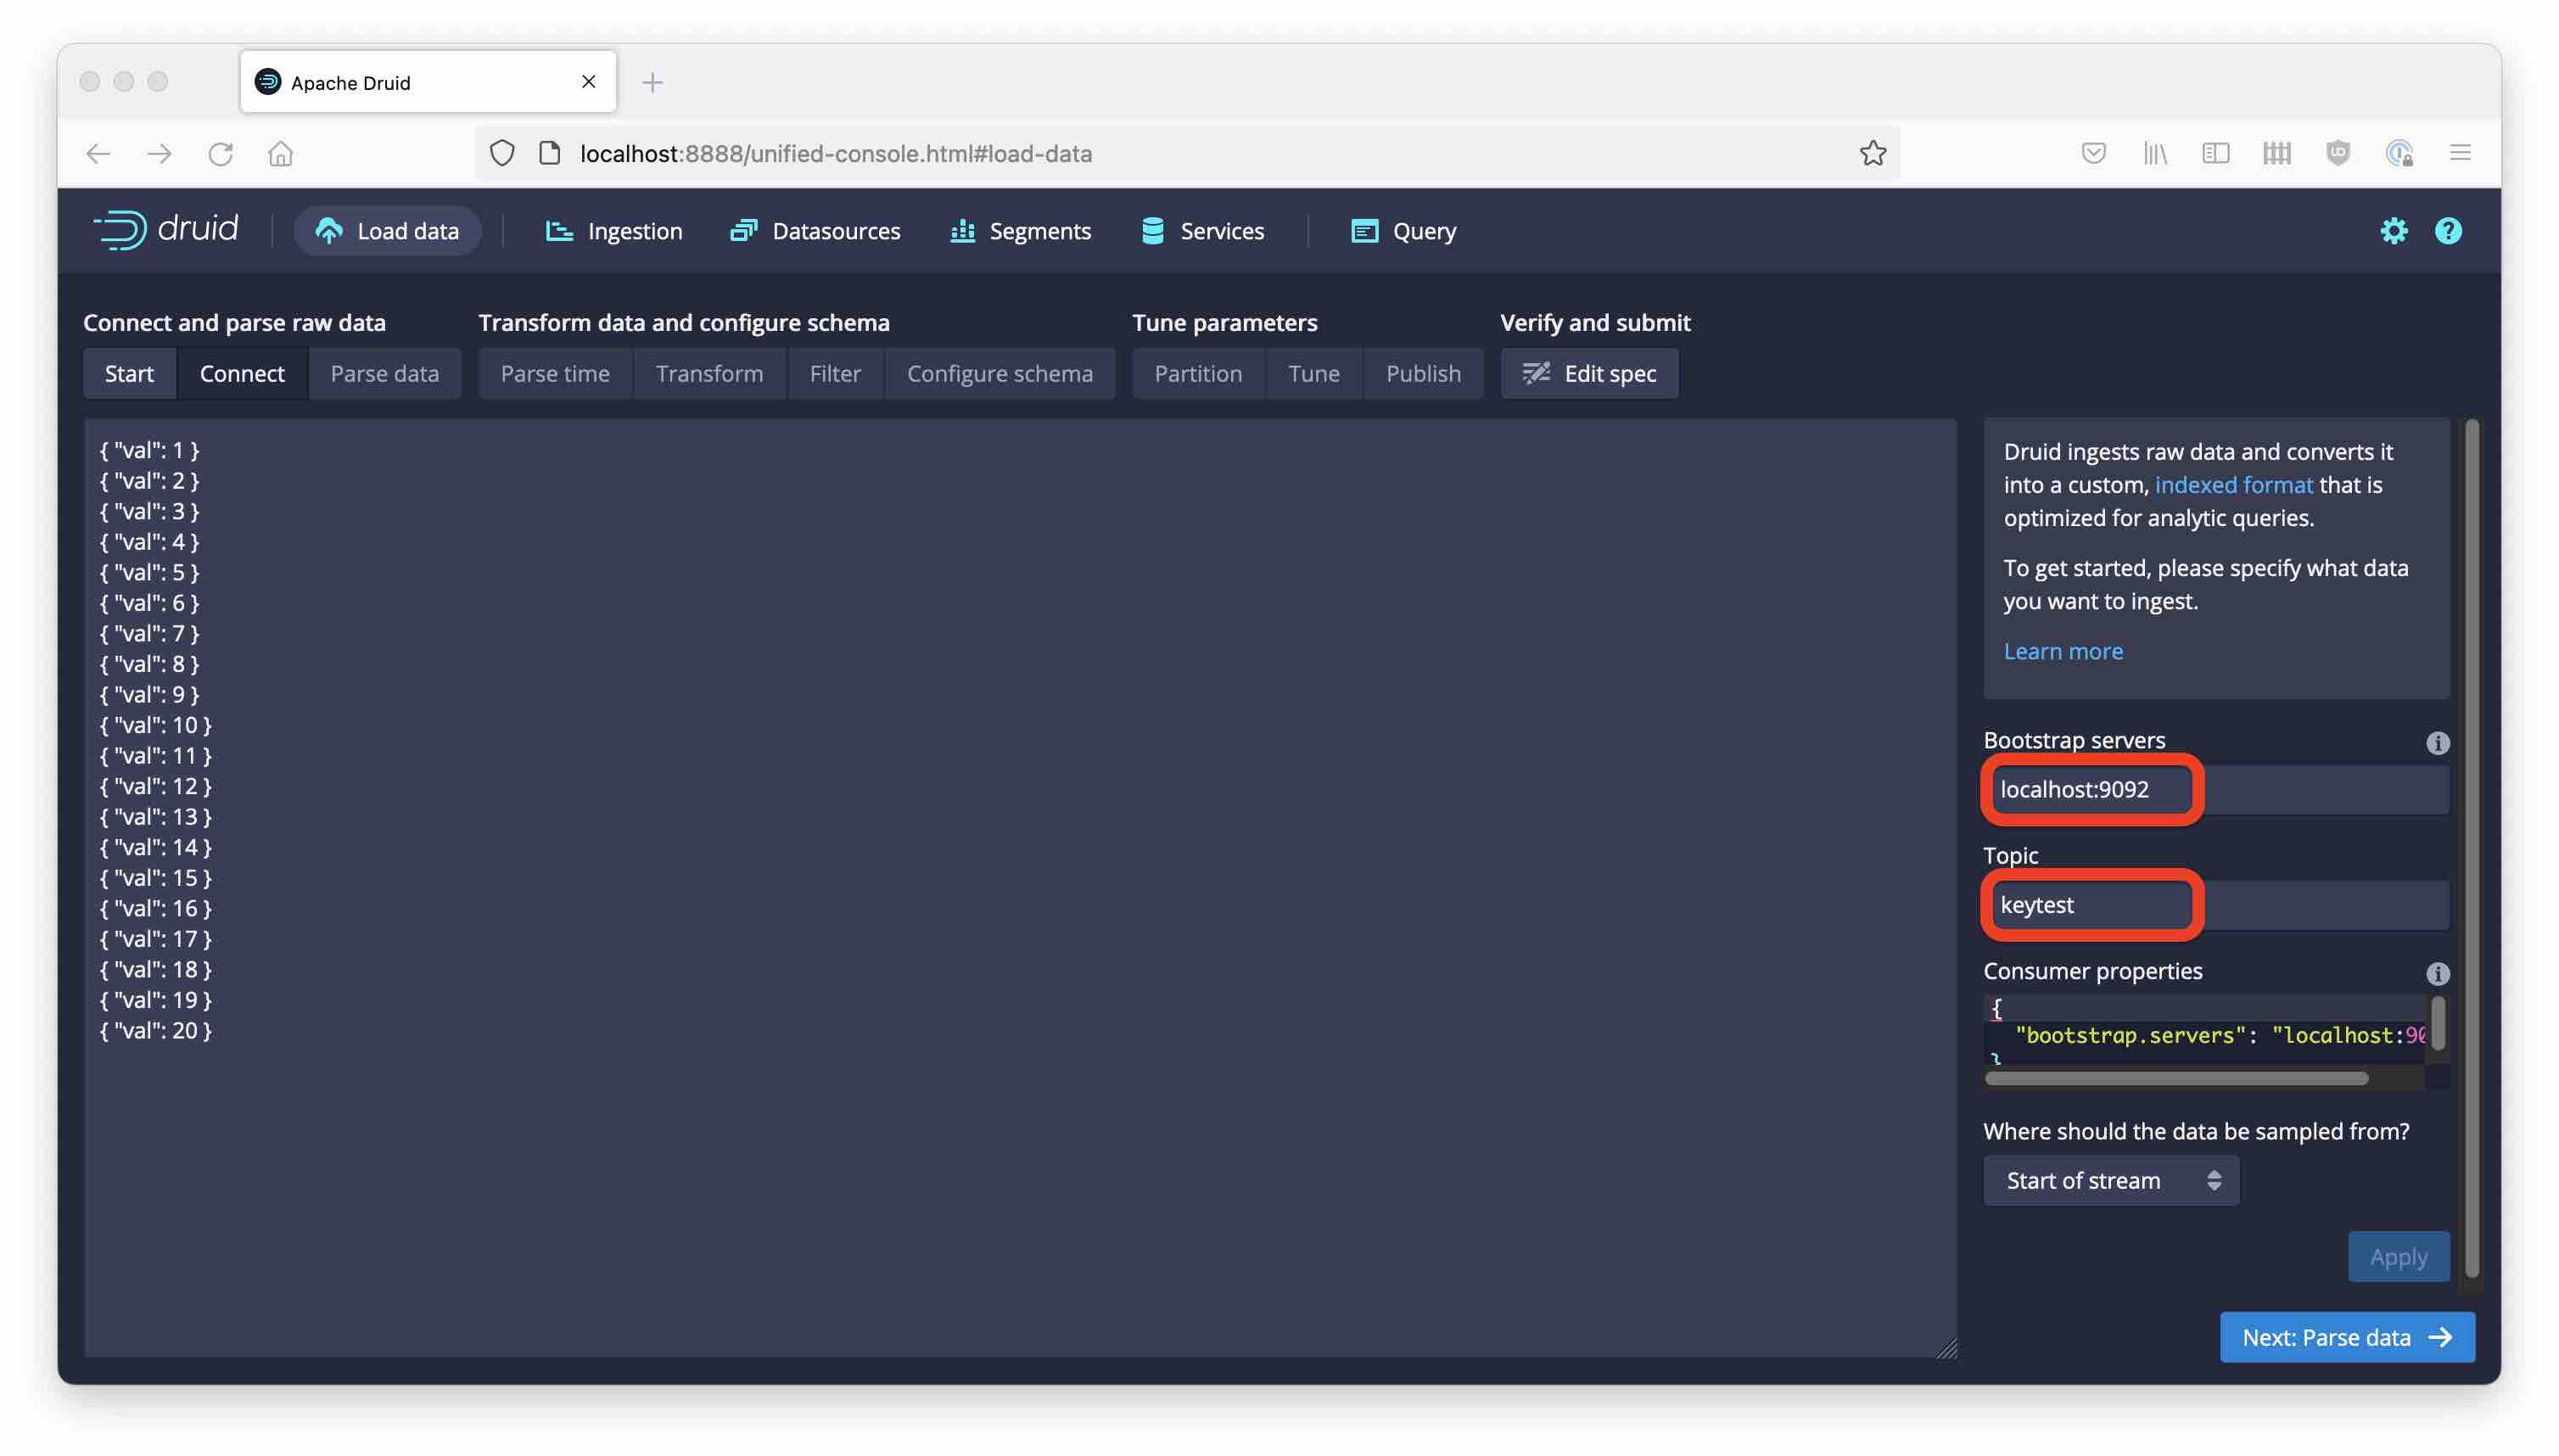 Apache Druid
localhost:8888/unified-console.html#load-data
druid
Load data
Ingestion
Datasources
Segments
Services
Query
Connect and parse raw data
Transform data and configure schema
Tune parameters
Verify and submit
Start
Connect
Parse data
Parse time
Transform
Filter
Configure schema
Partition
Tune
Publish
Edit spec
{ "val": 1 }
{ "val": 2 }
{ "val": 3 }
{ "val": 4 }
{ "val": 5 }
{ "val": 6 }
{ "val": 7 }
{ "val": 8 }
{ "val": 9 }
{ "val": 10 }
{ "val": 11 }
{ "val": 12 }
{ "val": 13 }
{ "val": 14 }
{ "val": 15 }
{ "val": 16 }
{ "val": 17 }
{ "val": 18 }
{ "val": 19 }
{ "val": 20 }
Druid ingests raw data and converts it
into a custom, indexed format that is
optimized for analytic queries.
To get started, please specify what data
you want to ingest.
Learn more
Bootstrap servers
localhost:9092
Topic
keytest
Consumer properties
{
"bootstrap.servers": "localhost:90
}
Where should the data be sampled from?
Start of stream
Apply
Next: Parse data